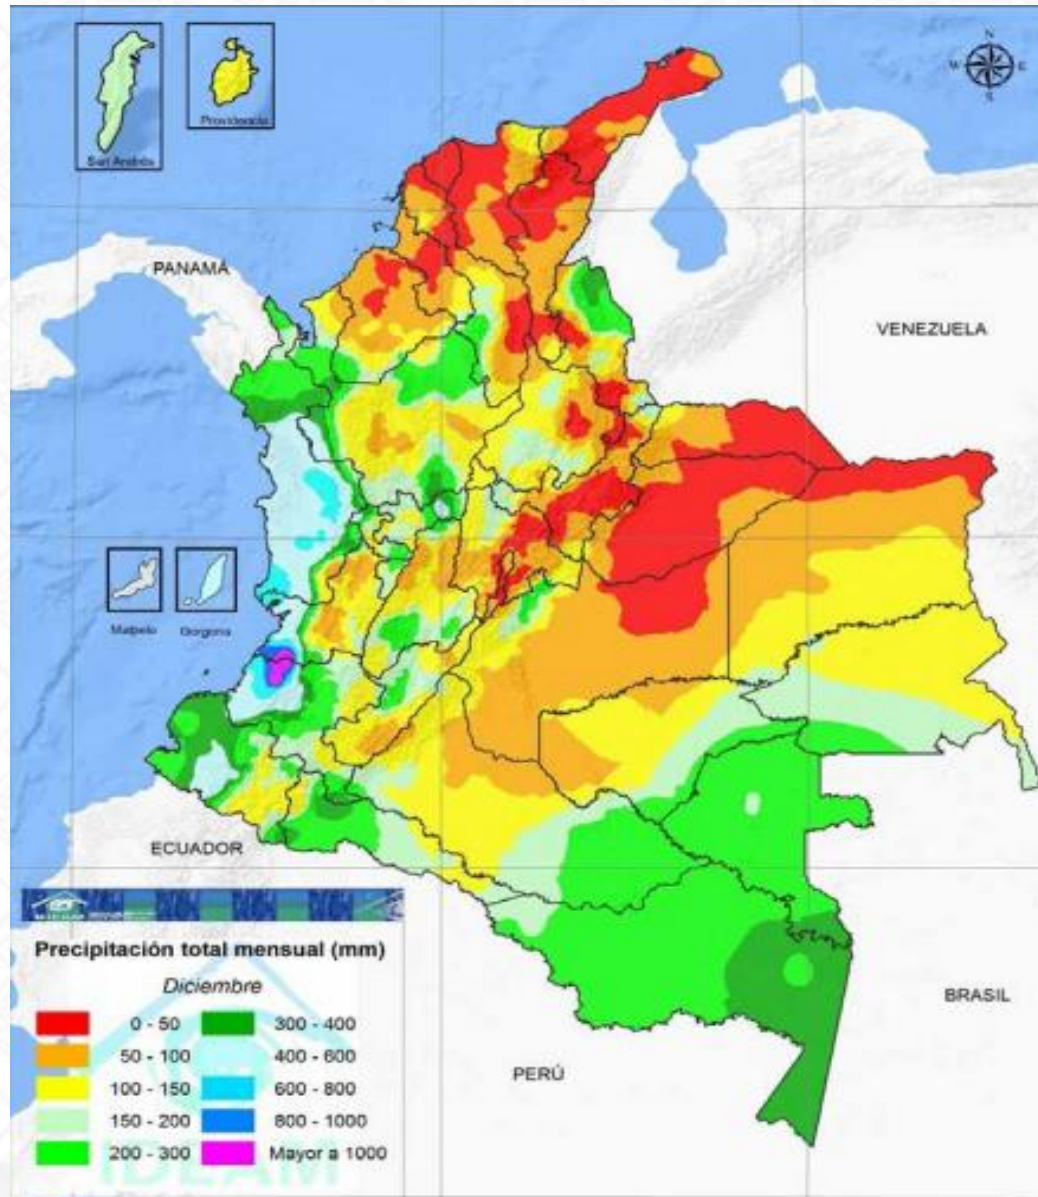 San Andrés
Providencia
N
W E
S
PANAMÁ
VENEZUELA
Malpelo
Gorgona
ECUADOR
IDEAM
Precipitación total mensual (mm)
Diciembre
0 - 50
300 - 400
50 - 100
400 - 600
100 - 150
600 - 800
150 - 200
800 - 1000
200 - 300
Mayor a 1000
IDEAM
PERÚ
BRASIL